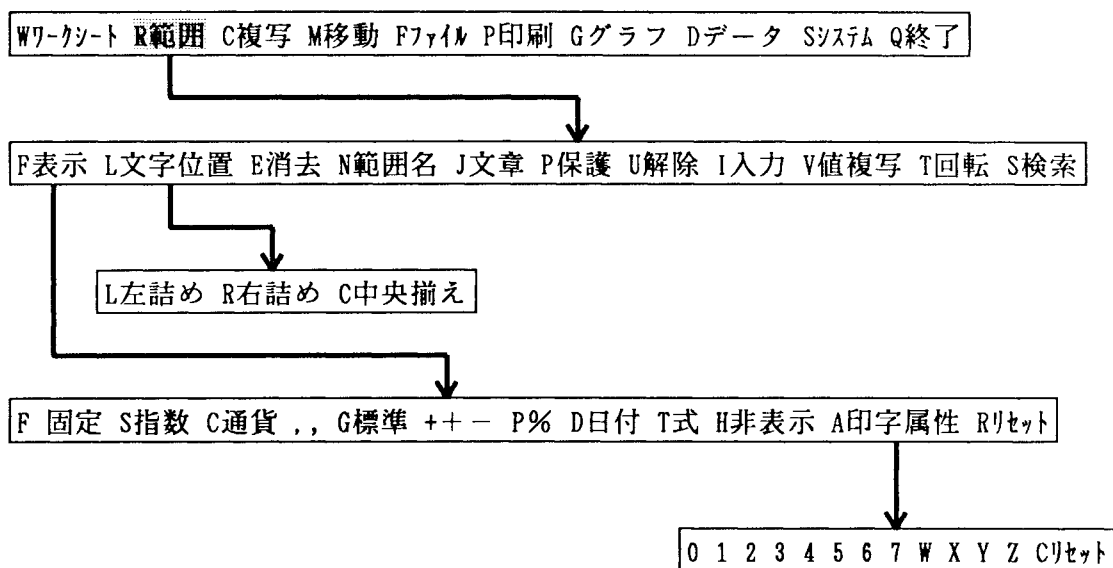 Wﾜｰｸｼｰﾄ R範囲 C複写 M移動 Fﾌｧｲﾙ P印刷 Gグラフ Dデータ Sｼｽﾃﾑ Q終了
F表示 L文字位置 E消去 N範囲名 J文章 P保護 U解除 I入力 V値複写 T回転 S検索
L左詰め R右詰め C中央揃え
F 固定 S指数 C通貨 ,, G標準 ++－ P% D日付 T式 H非表示 A印字属性 Rﾘｾｯﾄ
0 1 2 3 4 5 6 7 W X Y Z Cﾘｾｯﾄ